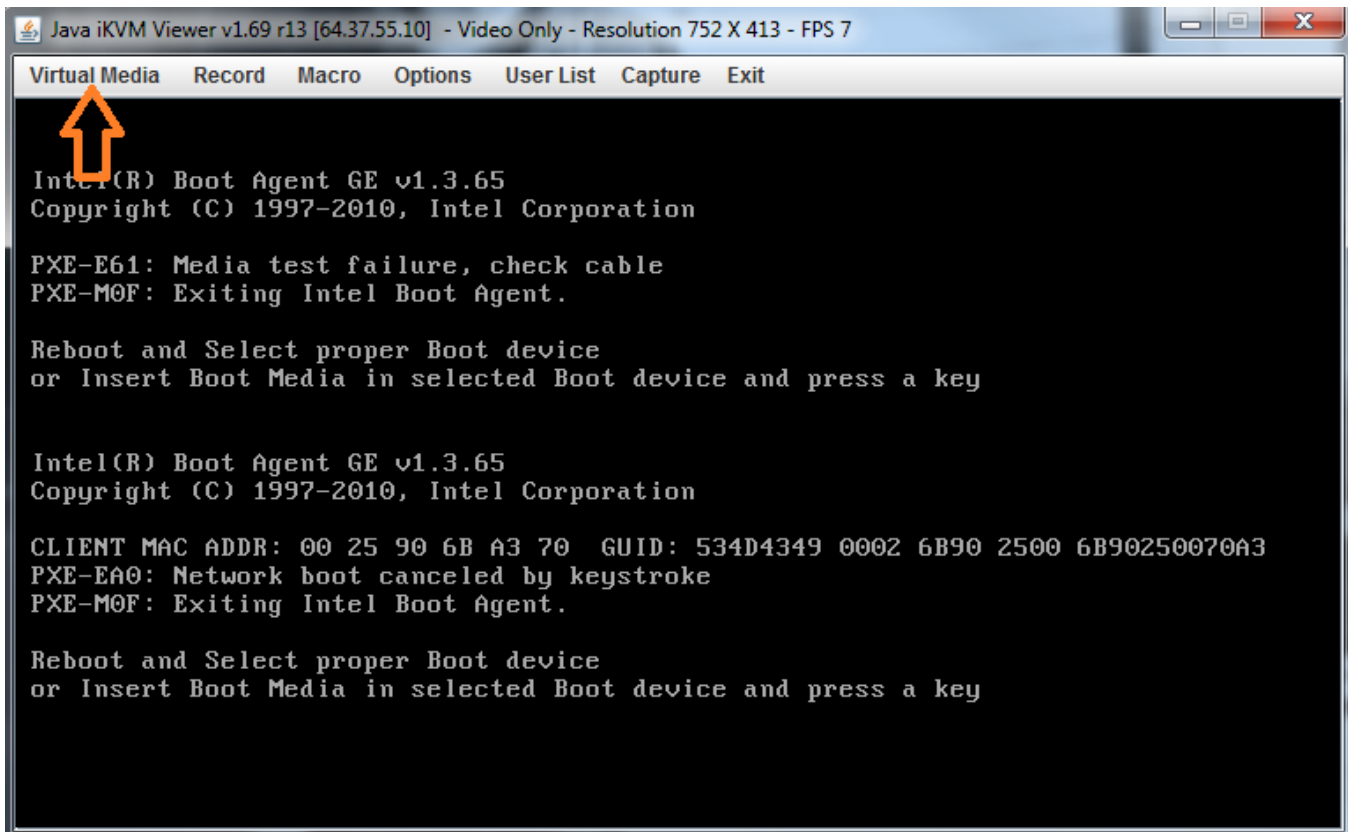 Java iKVM Viewer v1.69 r13 [64.37.55.10] - Video Only - Resolution 752 X 413 - FPS 7
Virtual Media Record Macro Options User List Capture Exit
Intel(R) Boot Agent GE v1.3.65
Copyright (C) 1997-2010, Intel Corporation
PXE-E61: Media test failure, check cable
PXE-M0F: Exiting Intel Boot Agent.
Reboot and Select proper Boot device
or Insert Boot Media in selected Boot device and press a key
Intel(R) Boot Agent GE v1.3.65
Copyright (C) 1997-2010, Intel Corporation
CLIENT MAC ADDR: 00 25 90 6B A3 70 GUID: 534D4349 0002 6B90 2500 6B90250070A3
PXE-EA0: Network boot canceled by keystroke
PXE-M0F: Exiting Intel Boot Agent.
Reboot and Select proper Boot device
or Insert Boot Media in selected Boot device and press a key